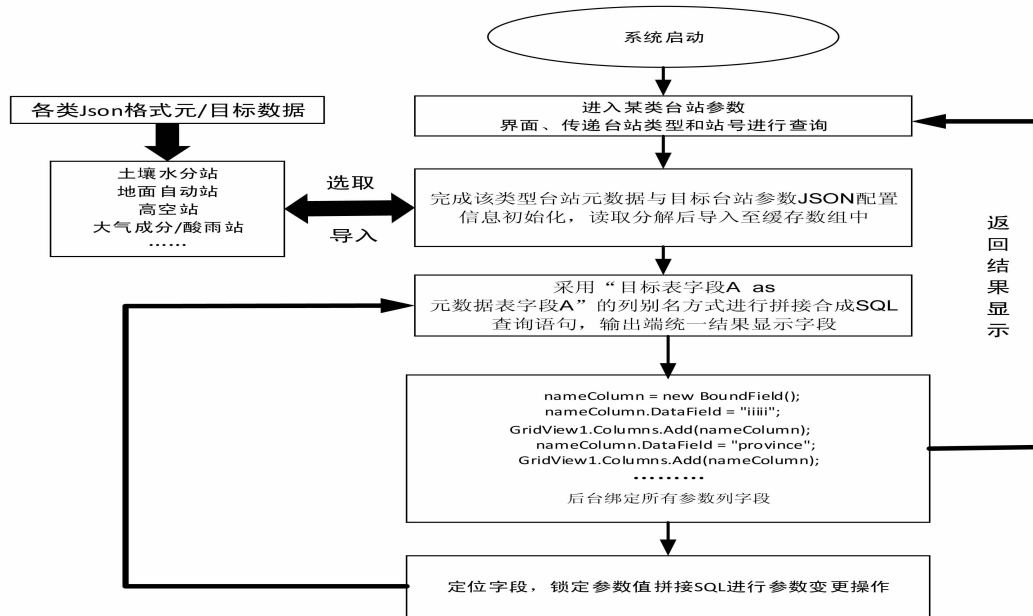 系统启动
进入某类台站参数
界面、传递台站类型和站号进行查询
各类Json格式元/目标数据
土壤水分站
地面自动站
高空站
大气成分/酸雨站
……
选取
导入
完成该类型台站元数据与目标台站参数JSON配置
信息初始化，读取分解后导入至缓存数组中
采用“目标表字段A as
元数据表字段A”的列别名方式进行拼接合成SQL
查询语句，输出端统一结果显示字段
nameColumn = new BoundField();
nameColumn.DataField = "iiiii";
GridView1.Columns.Add(nameColumn);
nameColumn.DataField = "province";
GridView1.Columns.Add(nameColumn);
………
后台绑定所有参数列字段
返回结果显示
定位字段，锁定参数值拼接SQL进行参数变更操作